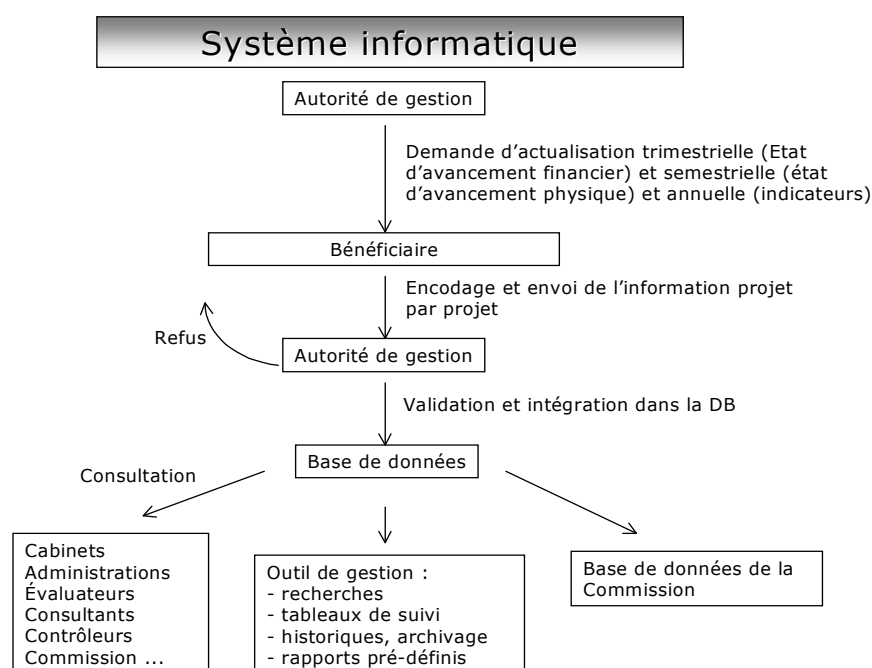 Système informatique
Autorité de gestion
Demande d’actualisation trimestrielle (Etat
d’avancement financier) et semestrielle (état
d’avancement physique) et annuelle (indicateurs)
Bénéficiaire
Encodage et envoi de l’information projet
par projet
Refus
Autorité de gestion
Validation et intégration dans la DB
Base de données
Consultation
Cabinets
Administrations
Évaluateurs
Consultants
Contrôleurs
Commission ...
Outil de gestion :
- recherches
- tableaux de suivi
- historiques, archivage
- rapports pré-définis
Base de données de la
Commission